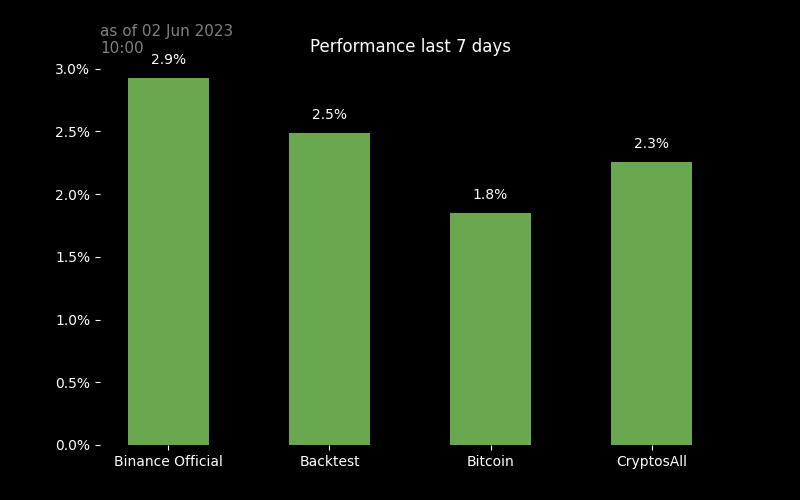 as of 02 Jun 2023
10:00
Performance last 7 days
3.0%
2.5%
2.0%
1.5%
1.0%
0.5%
0.0%
2.9%
2.5%
1.8%
2.3%
Binance Official
Backtest
Bitcoin
CryptosAll